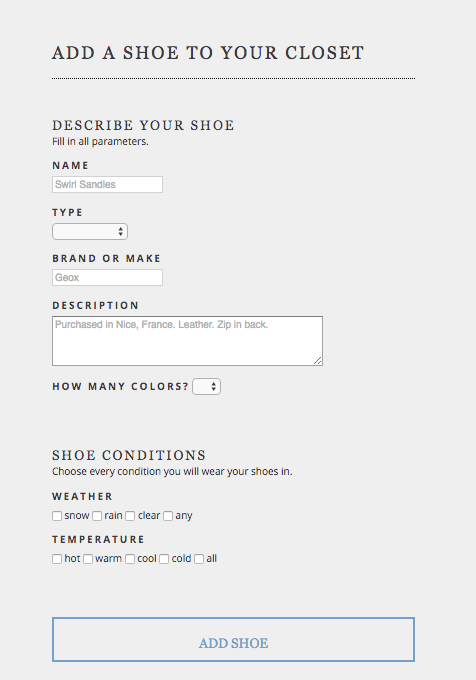 ADD A SHOE TO YOUR CLOSET
DESCRIBE YOUR SHOE
Fill in all parameters.
NAME
Swirl Sandles
TYPE
BRAND OR MAKE
Geox
DESCRIPTION
Purchased in Nice, France. Leather. Zip in back.
HOW MANY COLORS?
SHOE CONDITIONS
Choose every condition you will wear your shoes in.
WEATHER
snow rain clear any
TEMPERATURE
hot warm cool cold all
ADD SHOE